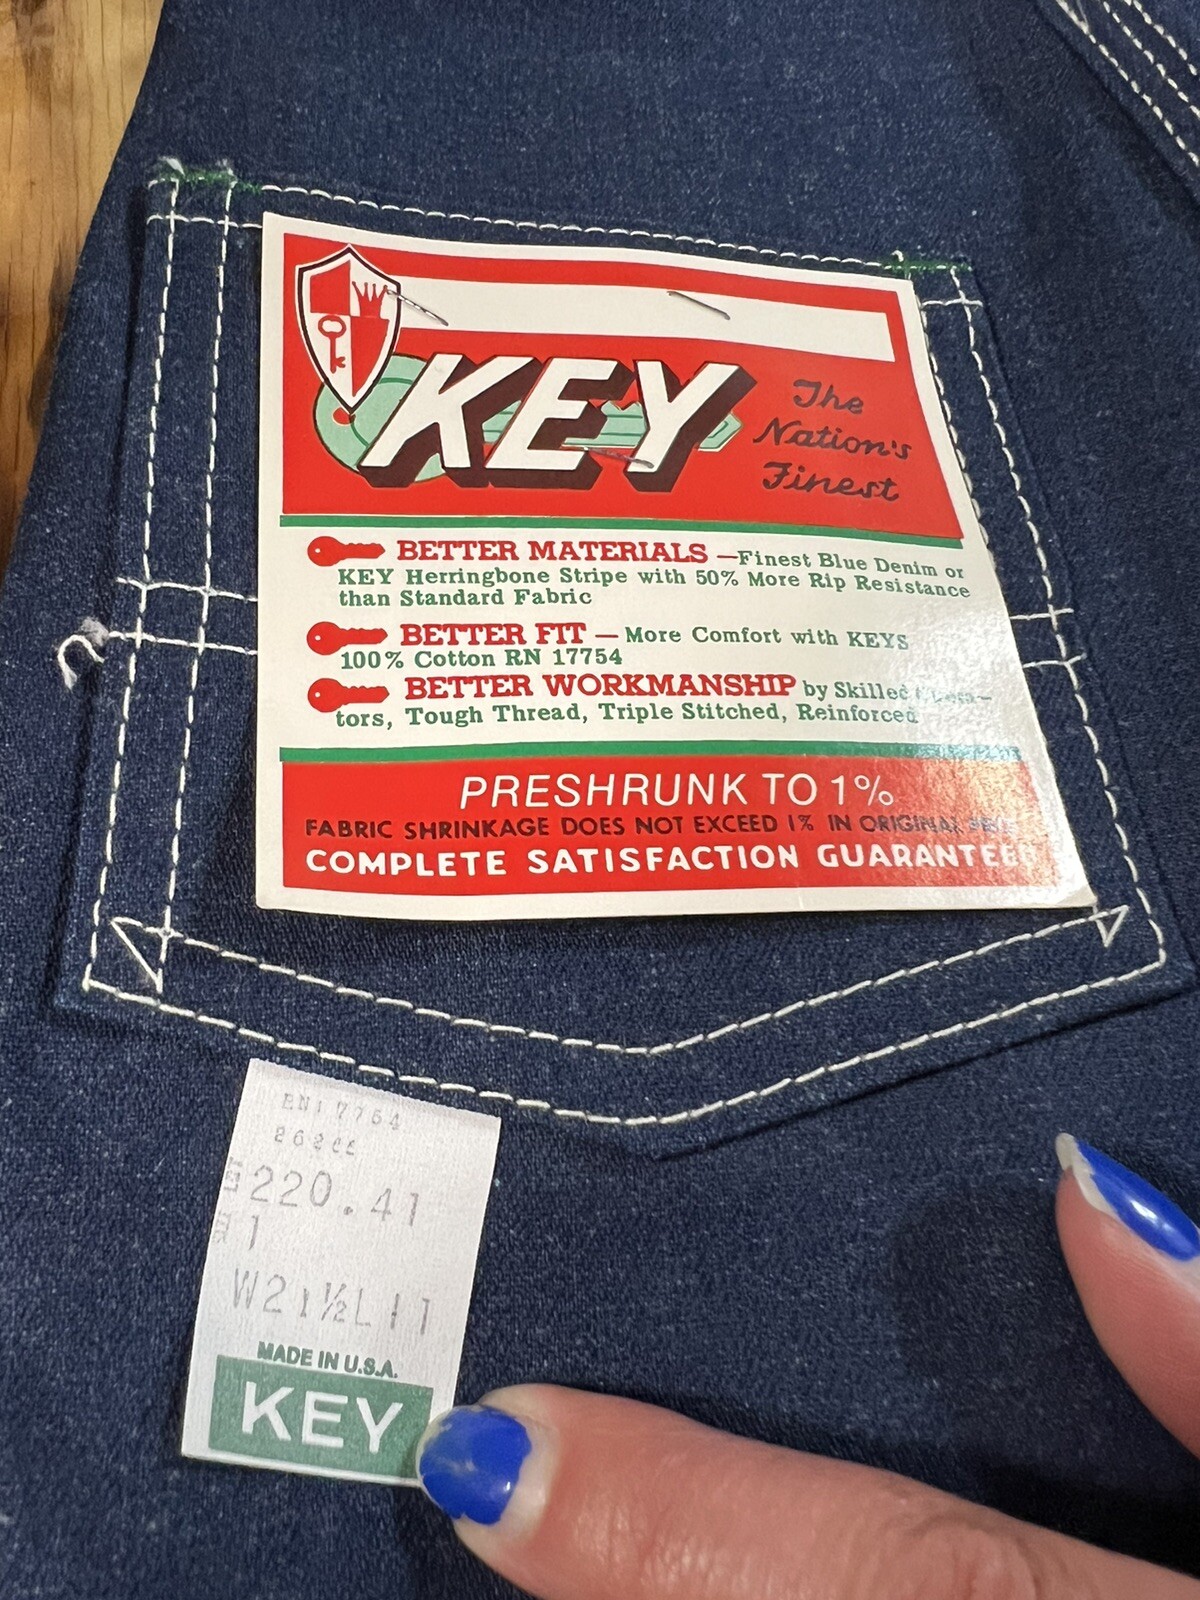 KEY
The
Nation's
Finest
BETTER MATERIALS —Finest Blue Denim or
KEY Herringbone Stripe with 50% More Rip Resistance
than Standard Fabric
BETTER FIT — More Comfort with KEYS
100% Cotton RN 17754
BETTER WORKMANSHIP by Skilled
tors, Tough Thread, Triple Stitched, Reinforced
PRESHRUNK TO 1%
FABRIC SHRINKAGE DOES NOT EXCEED 1% IN ORIGINAL
COMPLETE SATISFACTION GUARANTEED
220.41
1
W21½L11
MADE IN U.S.A.
KEY